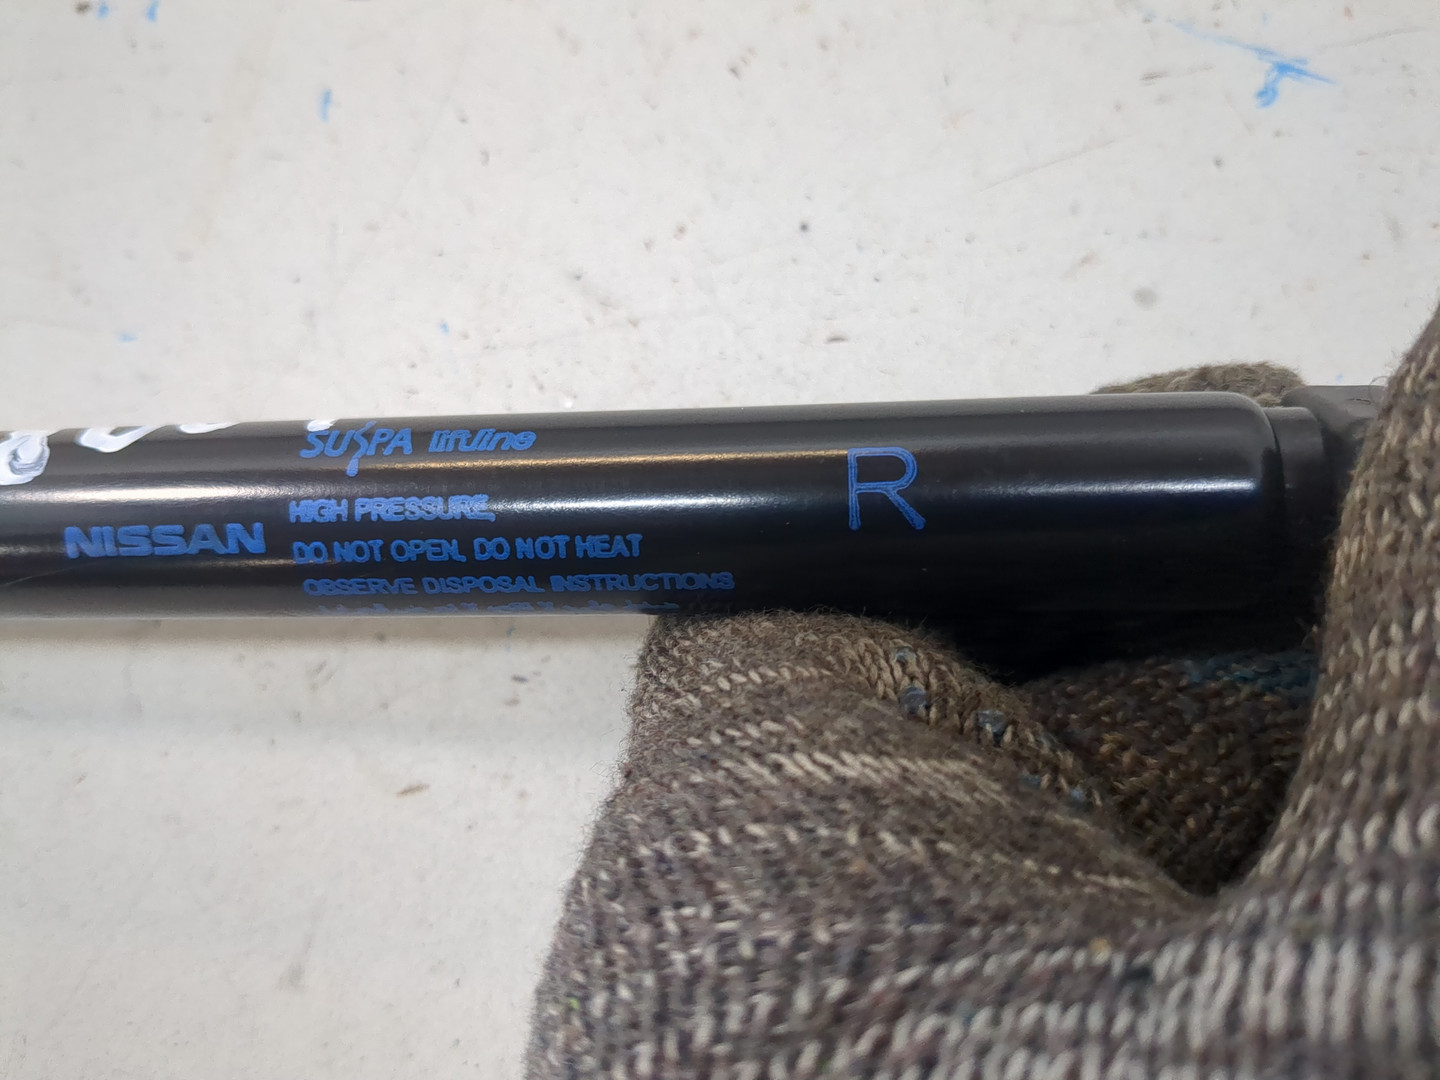 SUSPA liftline
NISSAN
HIGH PRESSURE,
DO NOT OPEN, DO NOT HEAT
OBSERVE DISPOSAL INSTRUCTIONS
R